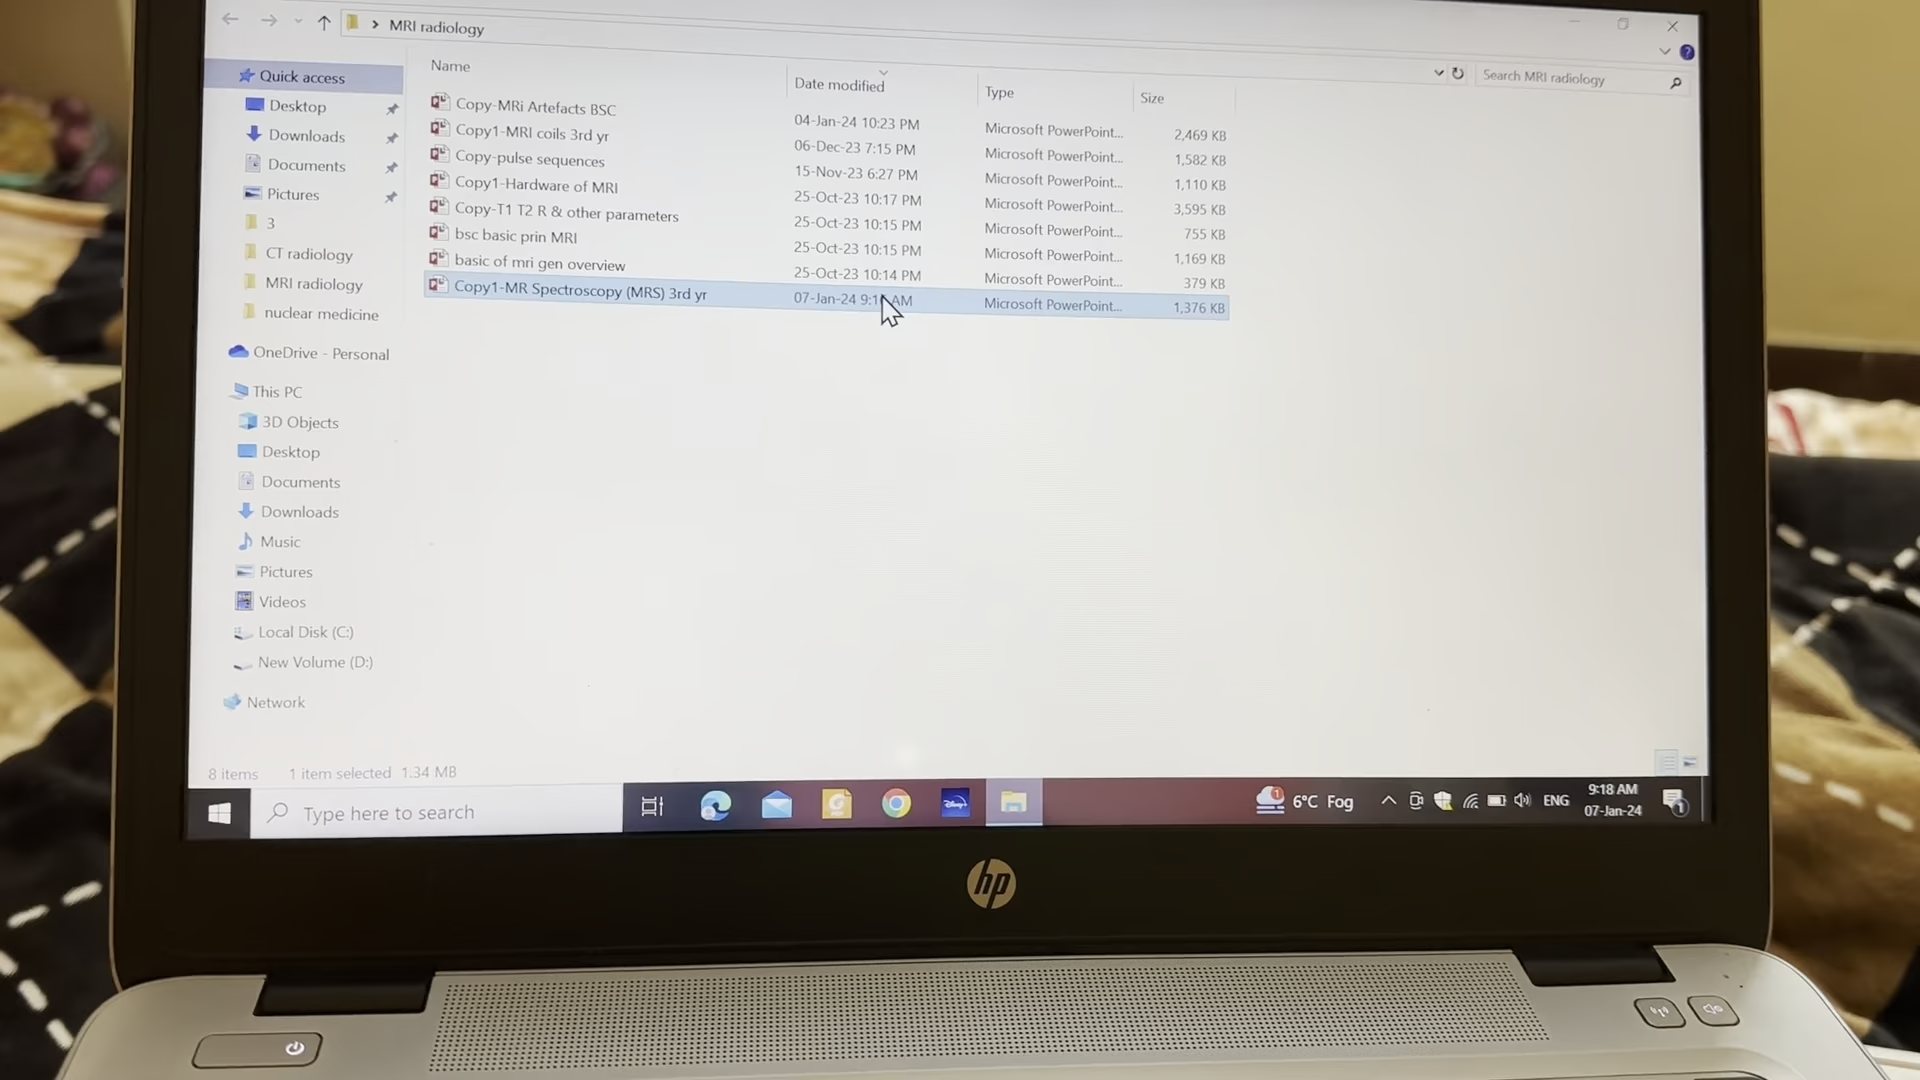 MRI radiology
Search MRI radiology
Name Date modified Type Size
Copy-MRi Artefacts BSC 04-Jan-24 10:23 PM Microsoft PowerPoint... 2,469 KB
Copy1-MRI coils 3rd yr 06-Dec-23 7:15 PM Microsoft PowerPoint... 1,582 KB
Copy-pulse sequences 15-Nov-23 6:27 PM Microsoft PowerPoint... 1,110 KB
Copy1-Hardware of MRI 25-Oct-23 10:17 PM Microsoft PowerPoint... 3,595 KB
Copy-T1 T2 R & other parameters 25-Oct-23 10:15 PM Microsoft PowerPoint... 755 KB
bsc basic prin MRI 25-Oct-23 10:15 PM Microsoft PowerPoint... 1,169 KB
basic of mri gen overview 25-Oct-23 10:14 PM Microsoft PowerPoint... 379 KB
Copy1-MR Spectroscopy (MRS) 3rd yr 07-Jan-24 AM Microsoft PowerPoint... 1,376 KB
Quick access
Desktop
Downloads
Documents
Pictures
3
CT radiology
MRI radiology
nuclear medicine
OneDrive - Personal
This PC
3D Objects
Desktop
Documents
Downloads
Music
Pictures
Videos
Local Disk (C:)
New Volume (D:)
Network
8 items 1 item selected 1.34 MB
Type here to search
Disney+
6°C Fog
ENG
9:18 AM
07-Jan-24
1
hp